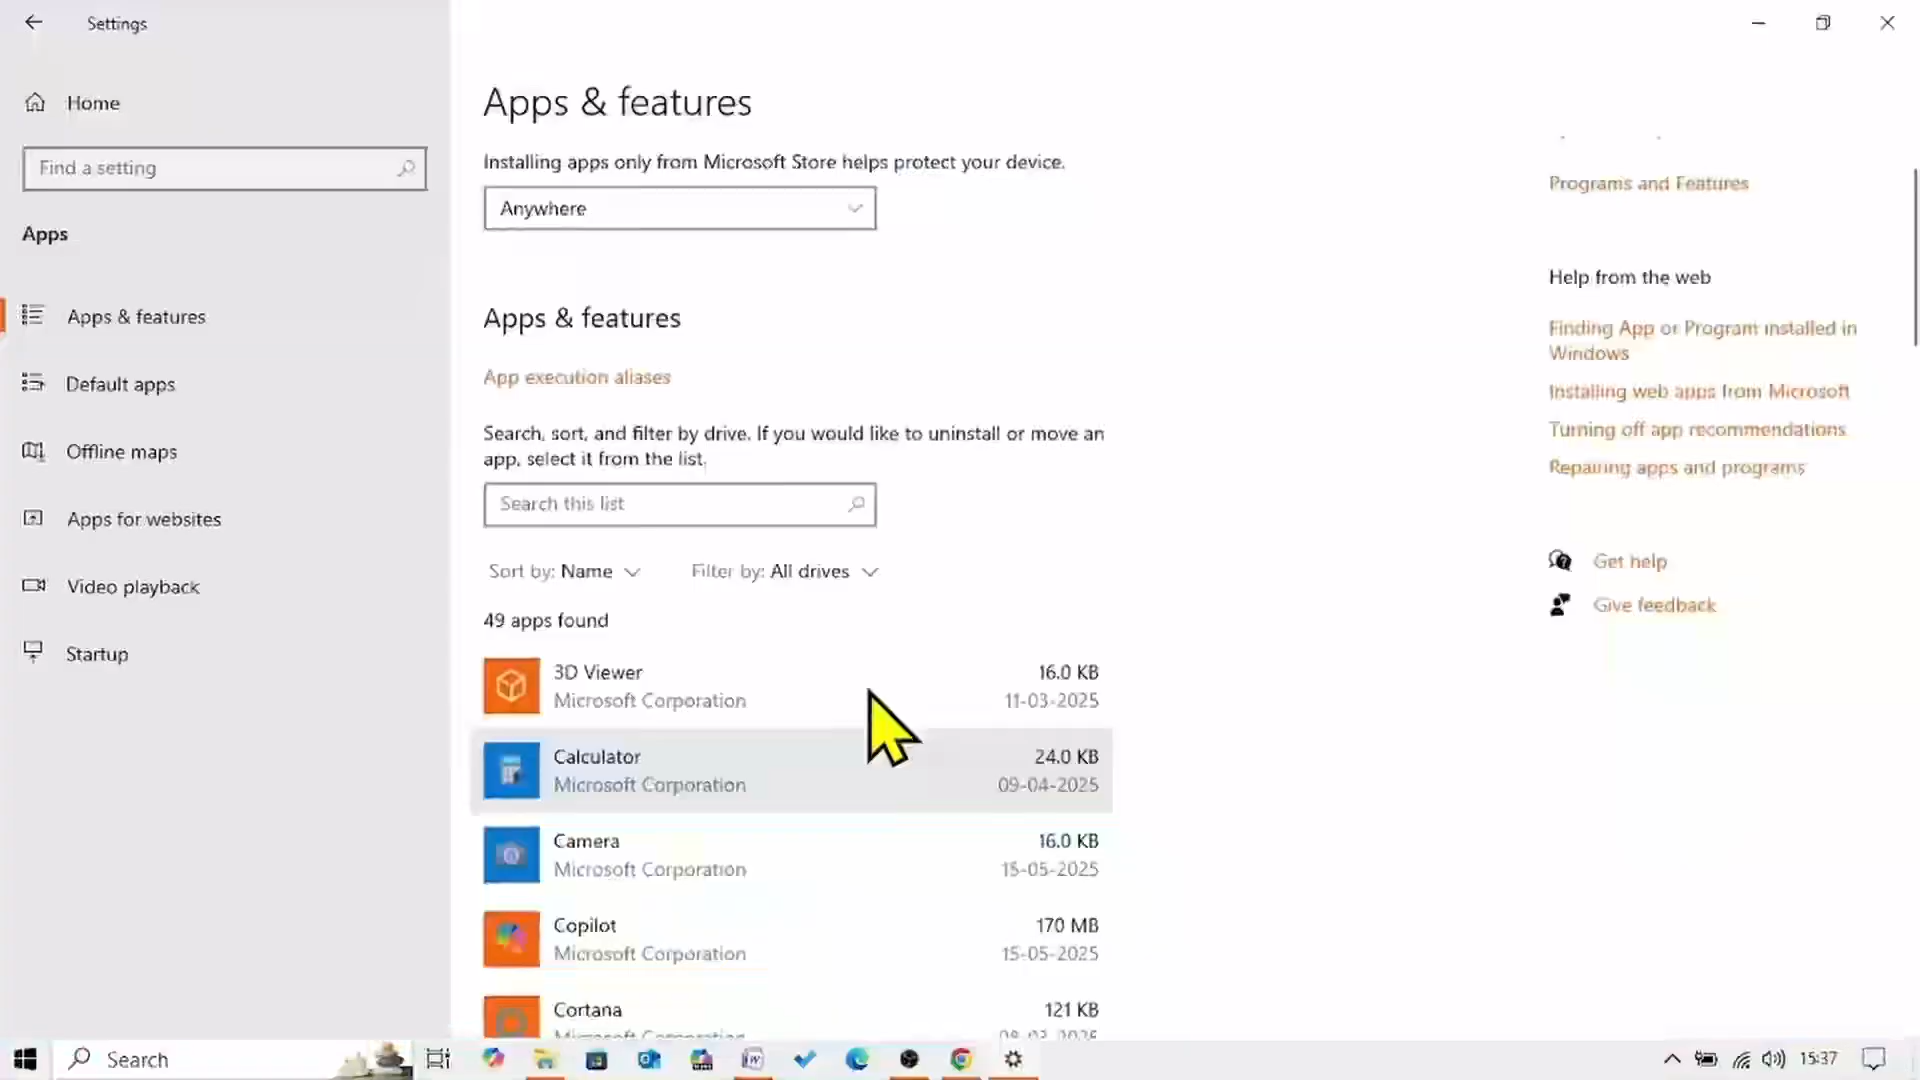 Settings
Home
Find a setting
Apps
Apps & features
Default apps
Offline maps
Apps for websites
Video playback
Startup
Apps & features
Installing apps only from Microsoft Store helps protect your device.
Anywhere
Apps & features
App execution aliases
Search, sort, and filter by drive. If you would like to uninstall or move an
app, select it from the list.
Search this list
Sort by: Name Filter by: All drives
49 apps found
3D Viewer 16.0 KB
Microsoft Corporation 11-03-2025
Calculator 24.0 KB
Microsoft Corporation 09-04-2025
Camera 16.0 KB
Microsoft Corporation 15-05-2025
Copilot 170 MB
Microsoft Corporation 15-05-2025
Cortana 121 KB
Microsoft Corporation
Programs and Features
Help from the web
Finding App or Program installed in
Windows
Installing web apps from Microsoft
Turning off app recommendations
Repairing apps and programs
Get help
Give feedback
Search
15:37